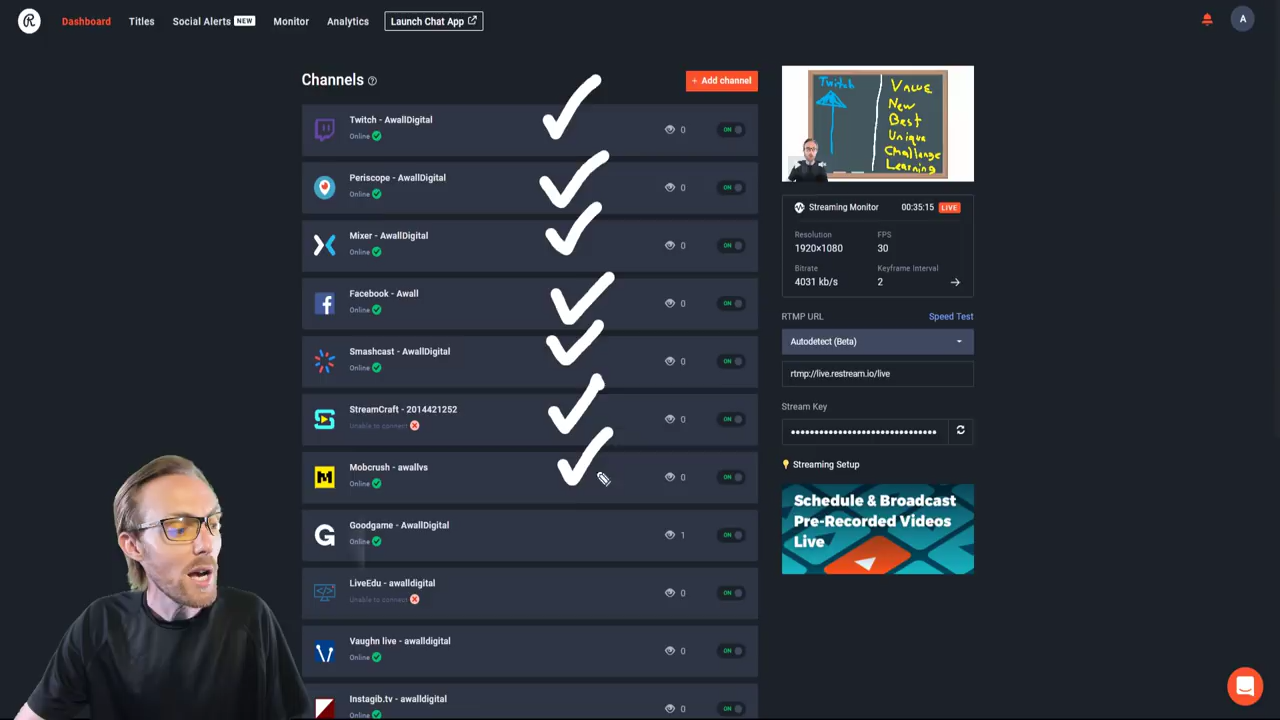 Dashboard Titles Social Alerts NEW Monitor Analytics Launch Chat App A
Channels ? + Add channel
Twitch - AwallDigital
Online 0 ON
Periscope - AwallDigital
Online 0 ON
Mixer - AwallDigital
Online 0 ON
Facebook - Awall
Online 0 ON
Smashcast - AwallDigital
Online 0 ON
StreamCraft - 2014421252
Unable to connect 0 ON
Mobcrush - awallvs
Online 0 ON
Goodgame - AwallDigital
Online 1 ON
LiveEdu - awalldigital
Unable to connect 0 ON
Vaughn live - awalldigital
Online 0 ON
Instagib.tv - awalldigital
Online 0 ON
Twitch
Value
New
Best
Unique
Challenge
Learning
Streaming Monitor 00:35:15 LIVE
Resolution FPS
1920×1080 30
Bitrate Keyframe Interval
4031 kb/s 2
RTMP URL Speed Test
Autodetect (Beta)
rtmp://live.restream.io/live
Stream Key
••••••••••••••••••••••••••••••••••
Streaming Setup
Schedule & Broadcast
Pre-Recorded Videos
Live